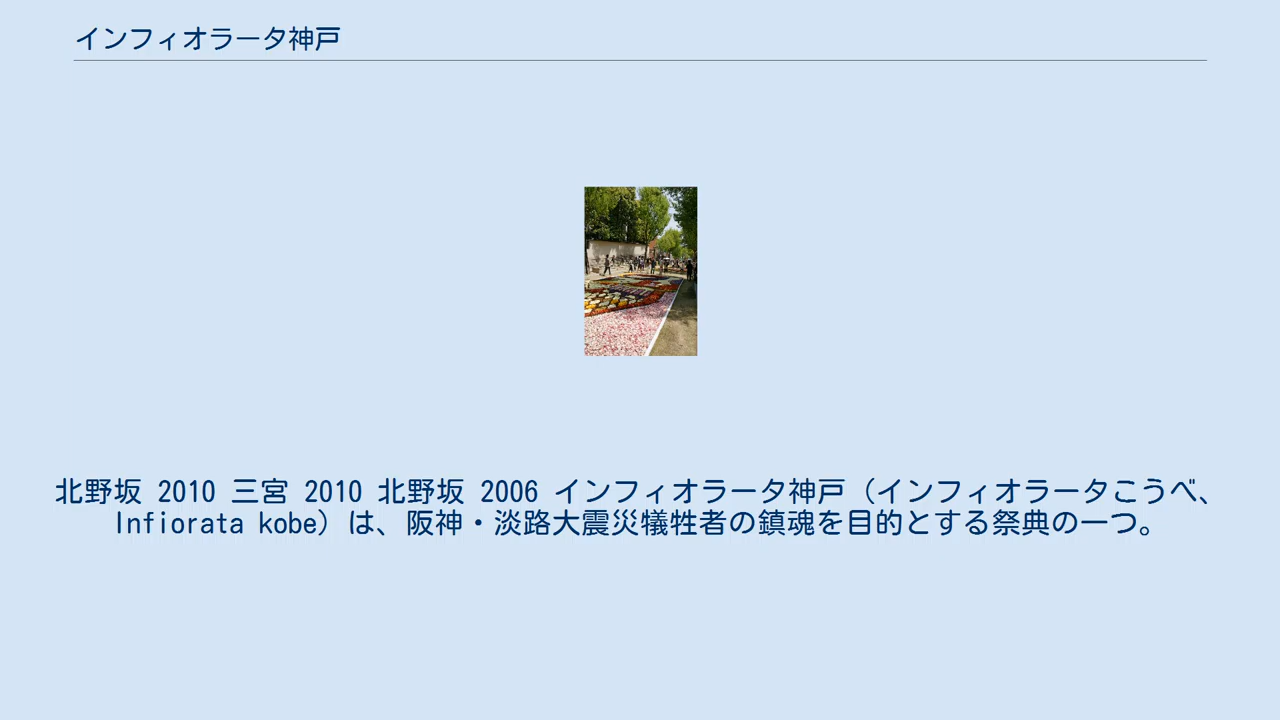 インフィオラータ神戸
北野坂 2010 三宮 2010 北野坂 2006 インフィオラータ神戸（インフィオラータこうべ、
Infiorata kobe）は、阪神・淡路大震災犠牲者の鎮魂を目的とする祭典の一つ。